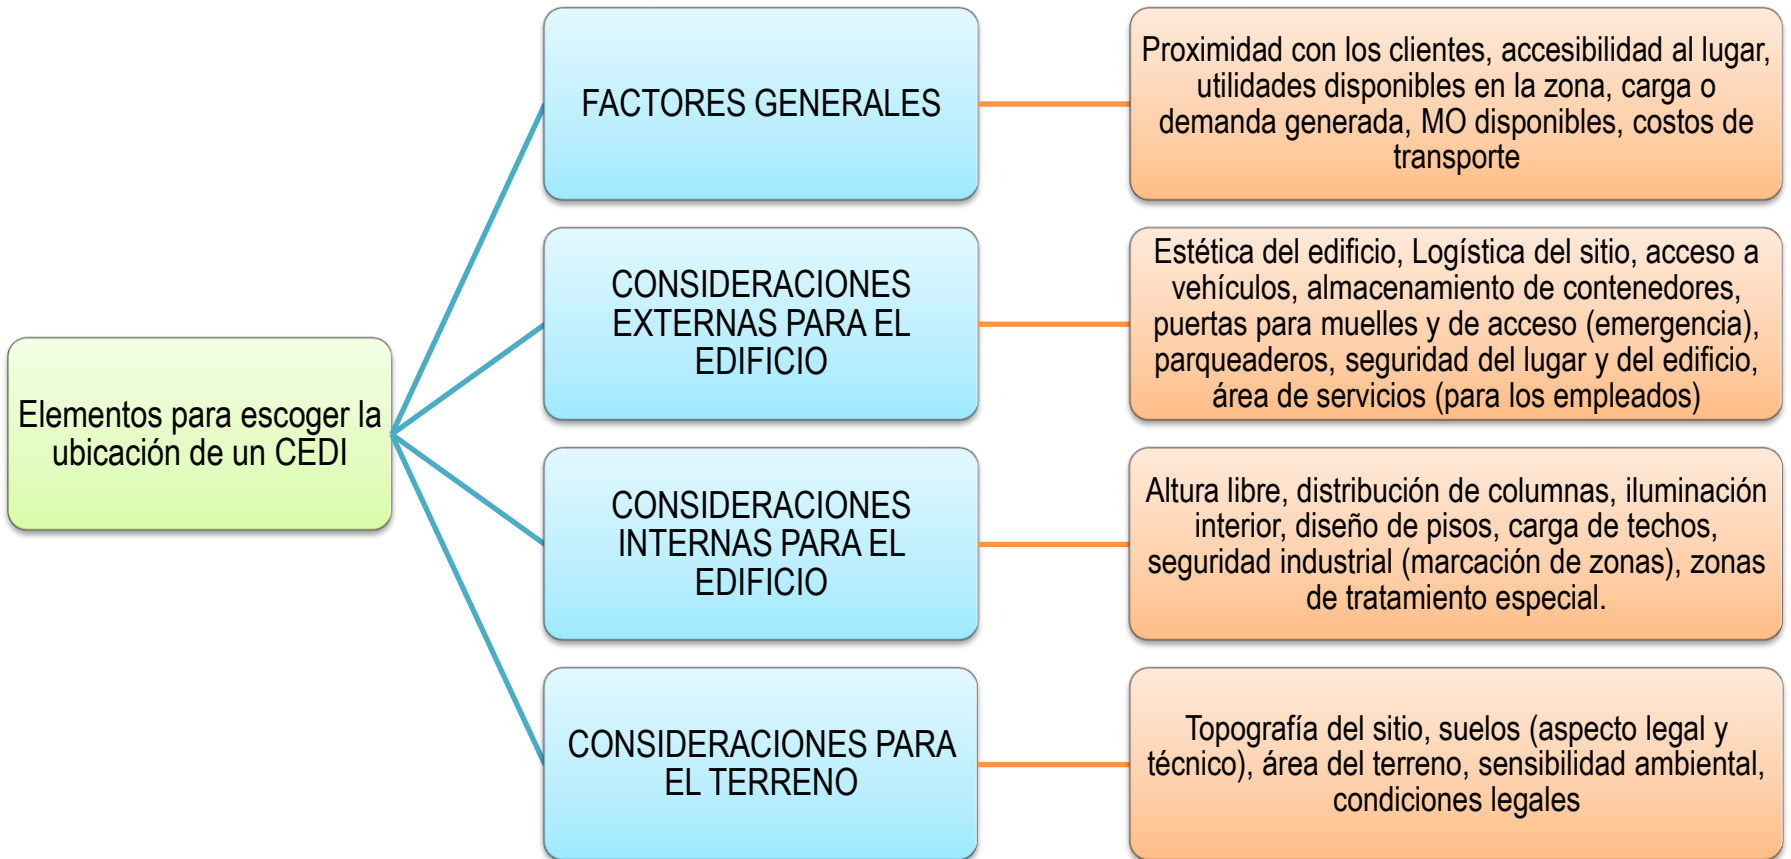 Elementos para escoger la
ubicación de un CEDI
FACTORES GENERALES
Proximidad con los clientes, accesibilidad al lugar,
utilidades disponibles en la zona, carga o
demanda generada, MO disponibles, costos de
transporte
CONSIDERACIONES
EXTERNAS PARA EL
EDIFICIO
Estética del edificio, Logística del sitio, acceso a
vehículos, almacenamiento de contenedores,
puertas para muelles y de acceso (emergencia),
parqueaderos, seguridad del lugar y del edificio,
área de servicios (para los empleados)
CONSIDERACIONES
INTERNAS PARA EL
EDIFICIO
Altura libre, distribución de columnas, iluminación
interior, diseño de pisos, carga de techos,
seguridad industrial (marcación de zonas), zonas
de tratamiento especial.
CONSIDERACIONES PARA
EL TERRENO
Topografía del sitio, suelos (aspecto legal y
técnico), área del terreno, sensibilidad ambiental,
condiciones legales